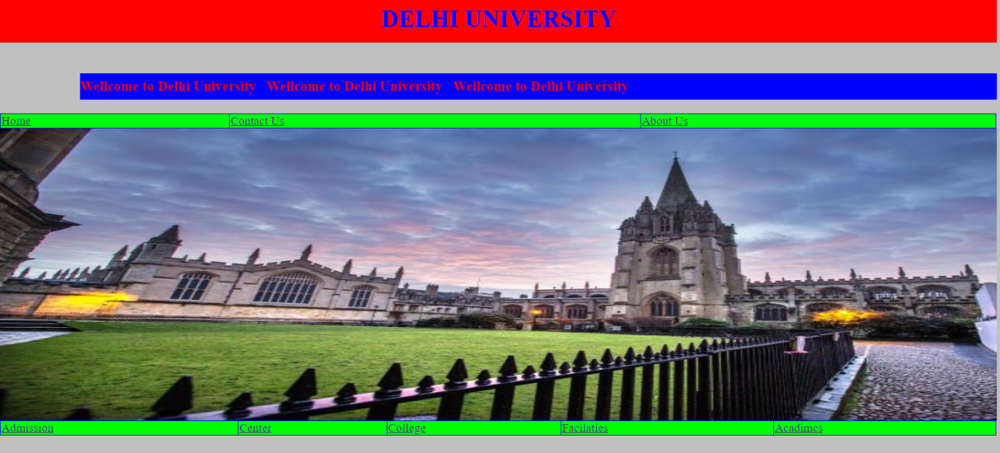 DELHI UNIVERSITY
Wellcome to Delhi University Wellcome to Delhi University Wellcome to Delhi University
Home Contact Us About Us
Admission Center College Facilaties Acadimcs